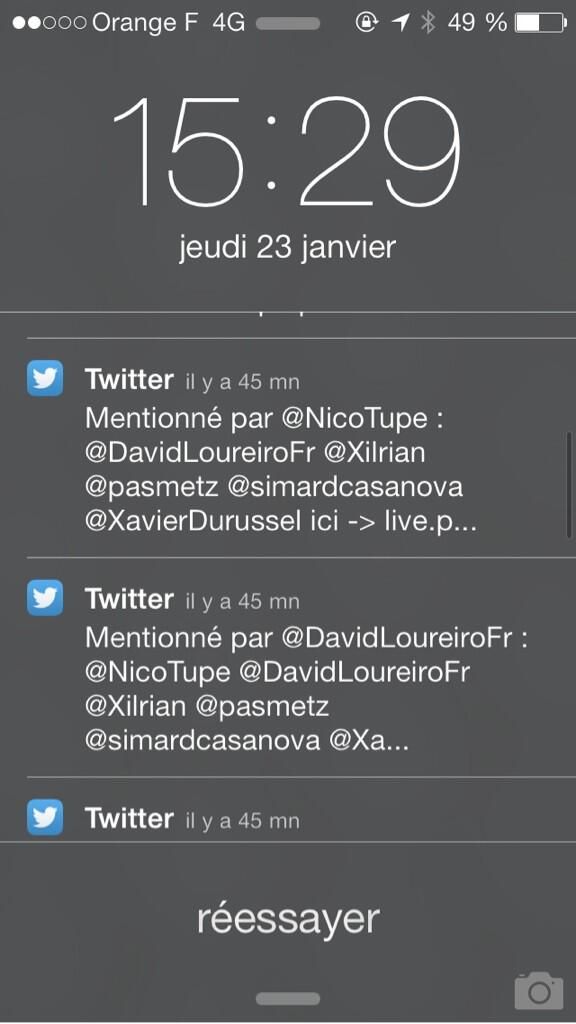 Orange F 4G 49 %
15:29
jeudi 23 janvier
Twitter il y a 45 mn
Mentionné par @NicoTupe :
@DavidLoureiroFr @Xilrian
@pasmetz @simardcasanova
@XavierDurussel ici -> live.p...
Twitter il y a 45 mn
Mentionné par @DavidLoureiroFr :
@NicoTupe @DavidLoureiroFr
@Xilrian @pasmetz
@simardcasanova @Xa...
Twitter il y a 45 mn
réessayer